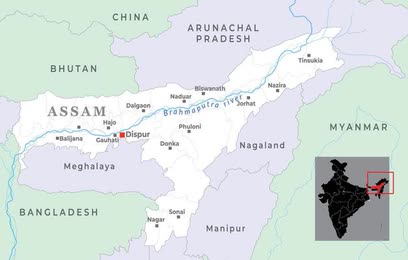 CHINA
ARUNACHAL
PRADESH
BHUTAN
Tinsukia
Biswanath
Naduar
Nazira
Jorhat
Dalgaon
Brahmaputra river
ASSAM
Hajo
Phuloni
Dispur
Balijana
Gauhati
Donka
MYANMAR
Nagaland
Meghalaya
BANGLADESH
Sonai
Nagar
Manipur